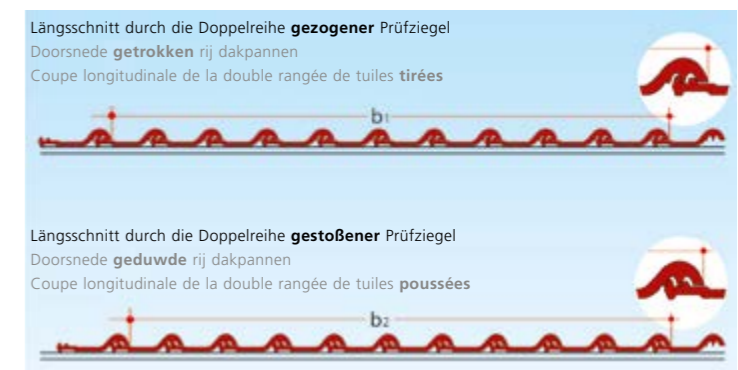 Längsschnitt durch die Doppelreihe gezogener Prüfziegel
Doorsnede getrokken rij dakpannen
Coupe longitudinale de la double rangée de tuiles tirées
b1
Längsschnitt durch die Doppelreihe gestoßener Prüfziegel
Doorsnede geduwde rij dakpannen
Coupe longitudinale de la double rangée de tuiles poussées
b2